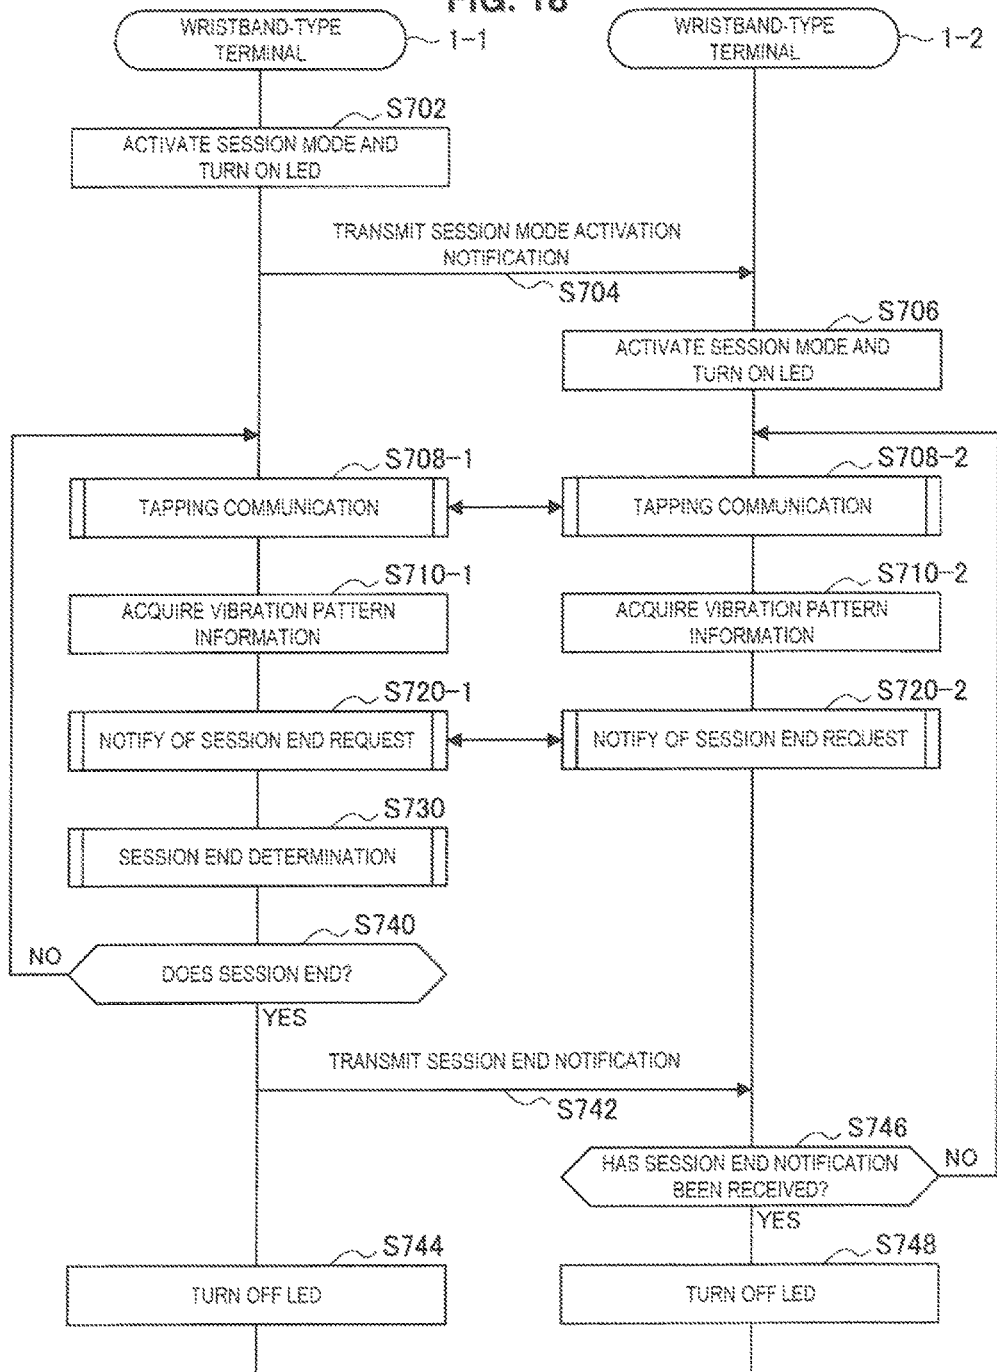 FIG. 18
WRISTBAND-TYPE
TERMINAL
1-1
WRISTBAND-TYPE
TERMINAL
1-2
S702
ACTIVATE SESSION MODE AND
TURN ON LED
TRANSMIT SESSION MODE ACTIVATION
NOTIFICATION
S704
S706
ACTIVATE SESSION MODE AND
TURN ON LED
S708-1
TAPPING COMMUNICATION
S708-2
TAPPING COMMUNICATION
S710-1
ACQUIRE VIBRATION PATTERN
INFORMATION
S710-2
ACQUIRE VIBRATION PATTERN
INFORMATION
S720-1
NOTIFY OF SESSION END REQUEST
S720-2
NOTIFY OF SESSION END REQUEST
S730
SESSION END DETERMINATION
S740
NO
DOES SESSION END?
YES
TRANSMIT SESSION END NOTIFICATION
S742
S746
HAS SESSION END NOTIFICATION
BEEN RECEIVED?
NO
YES
S744
TURN OFF LED
S748
TURN OFF LED